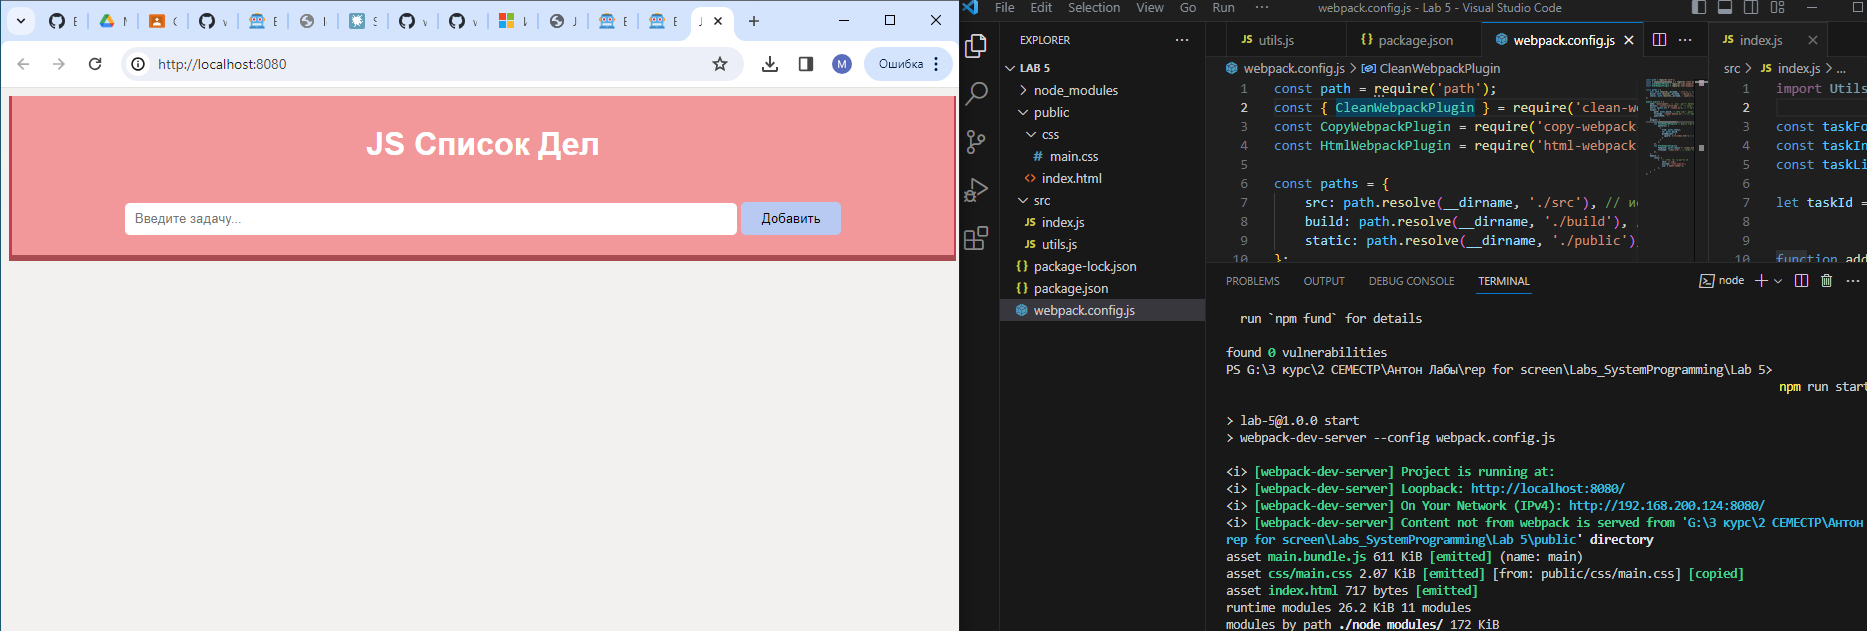 http://localhost:8080
Ошибка
JS Список Дел
Введите задачу...
Добавить
File Edit Selection View Go Run ···
webpack.config.js - Lab 5 - Visual Studio Code
EXPLORER
LAB 5
node_modules
public
css
# main.css
<> index.html
src
JS index.js
JS utils.js
{} package-lock.json
{} package.json
webpack.config.js
JS utils.js
{} package.json
webpack.config.js
webpack.config.js > CleanWebpackPlugin
1 const path = require('path');
2 const { CleanWebpackPlugin } = require('clean-we
3 const CopyWebpackPlugin = require('copy-webpack
4 const HtmlWebpackPlugin = require('html-webpack
5
6 const paths = {
7 src: path.resolve(__dirname, './src'), // и
8 build: path.resolve(__dirname, './build'),
9 static: path.resolve(__dirname, './public')
10 };
JS index.js
src > JS index.js > ...
1 import Utils
2
3 const taskFo
4 const taskIn
5 const taskLi
6
7 let taskId =
8
9
10 function add
PROBLEMS OUTPUT DEBUG CONSOLE TERMINAL
node
run `npm fund` for details
found 0 vulnerabilities
PS G:\3 курс\2 СЕМЕСТР\Антон Лабы\rep for screen\Labs_SystemProgramming\Lab 5>
npm run start
> lab-5@1.0.0 start
> webpack-dev-server --config webpack.config.js
<i> [webpack-dev-server] Project is running at:
<i> [webpack-dev-server] Loopback: http://localhost:8080/
<i> [webpack-dev-server] On Your Network (IPv4): http://192.168.200.124:8080/
<i> [webpack-dev-server] Content not from webpack is served from 'G:\3 курс\2 СЕМЕСТР\Антон
rep for screen\Labs_SystemProgramming\Lab 5\public' directory
asset main.bundle.js 611 KiB [emitted] (name: main)
asset css/main.css 2.07 KiB [emitted] [from: public/css/main.css] [copied]
asset index.html 717 bytes [emitted]
runtime modules 26.2 KiB 11 modules
modules by path ./node_modules/ 172 KiB